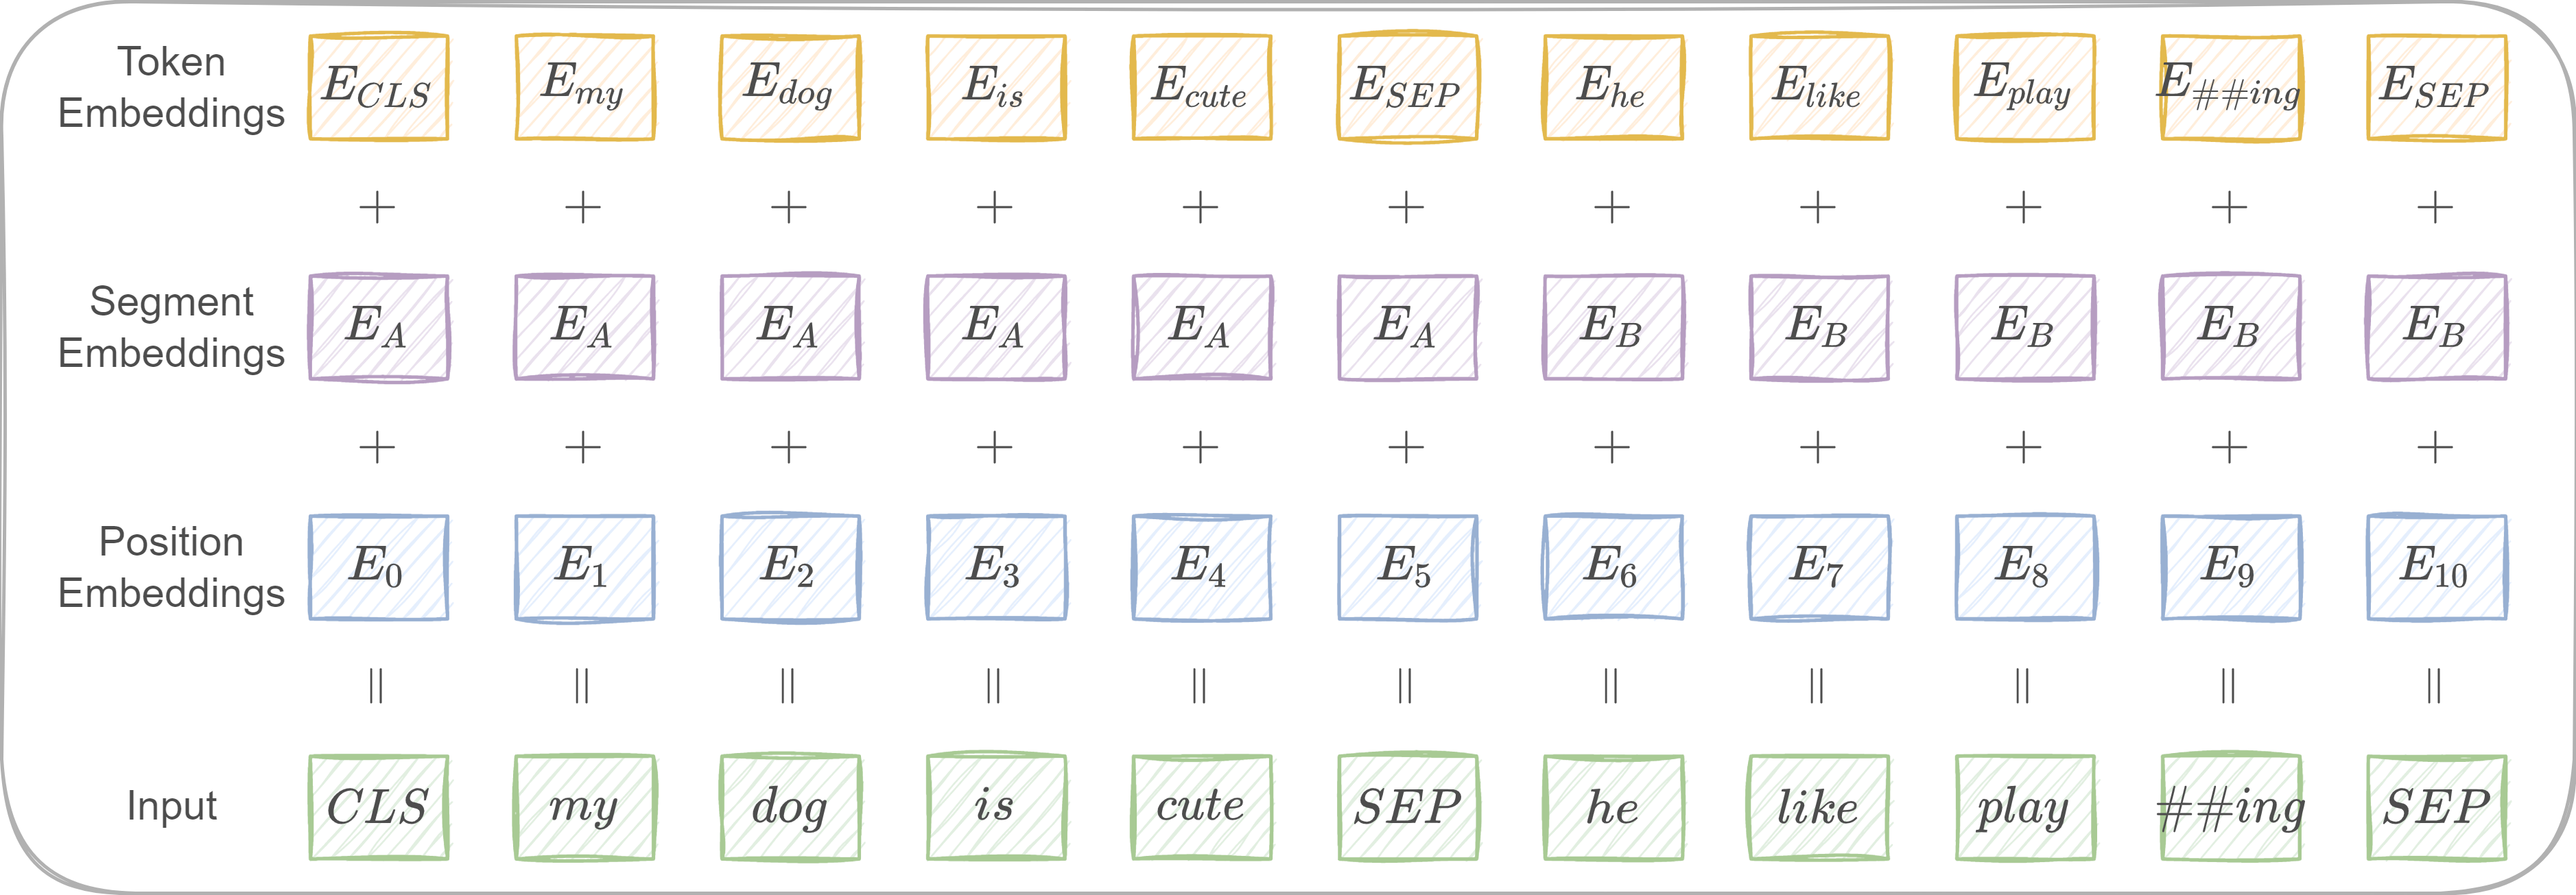 Token Embeddings E_CLS E_my E_dog E_is E_cute E_SEP E_he E_like E_play E_##ing E_SEP
+ + + + + + + + + + +
Segment Embeddings E_A E_A E_A E_A E_A E_A E_B E_B E_B E_B E_B
+ + + + + + + + + + +
Position Embeddings E_0 E_1 E_2 E_3 E_4 E_5 E_6 E_7 E_8 E_9 E_10
= = = = = = = = = = =
Input CLS my dog is cute SEP he like play ##ing SEP